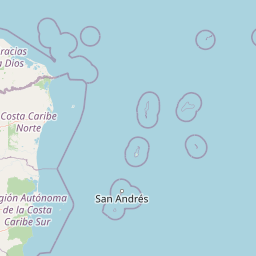 racias
a Dios
Costa Caribe
Norte
San Andrés
gión Autónoma
de la Costa
Caribe Sur